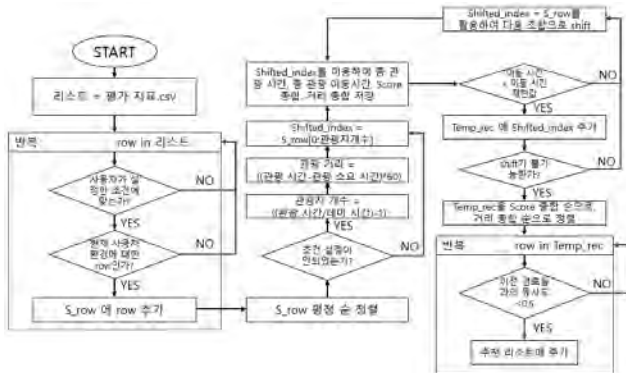 START
리스트 = 평가 지표.csv
반복
row in 리스트
사용자가 설
정한 조건에
맞는가?
NO
YES
현재 사용자
환경에 대한
row인가?
NO
YES
S_row 에 row 추가
S_row 평점 순 정렬
조건 설정이
안되었는가?
NO
YES
관광지 개수 =
((관광 시간/테마 시간)-1)
관광 거리 =
((관광 시간-관광 소요 시간)*60)
Shifted_index =
S_row[0:관광지개수]
Shifted_index를 이용하여 총 관
광 시간, 총 관광 이동시간, Score
총합, 거리 총합 저장
Shifted_index = S_row를
활용하여 다음 조합으로 shift
이동 시간
< 이동 시간
제한값
NO
YES
Temp_rec 에 Shifted_index 추가
shift가 불가
능한가?
NO
YES
Temp_rec을 Score 총합 순으로,
거리 총합 순으로 정렬
반복
row in Temp_rec
이전 경로들
과의 유사도
<0.5
NO
YES
추천 리스트에 추가